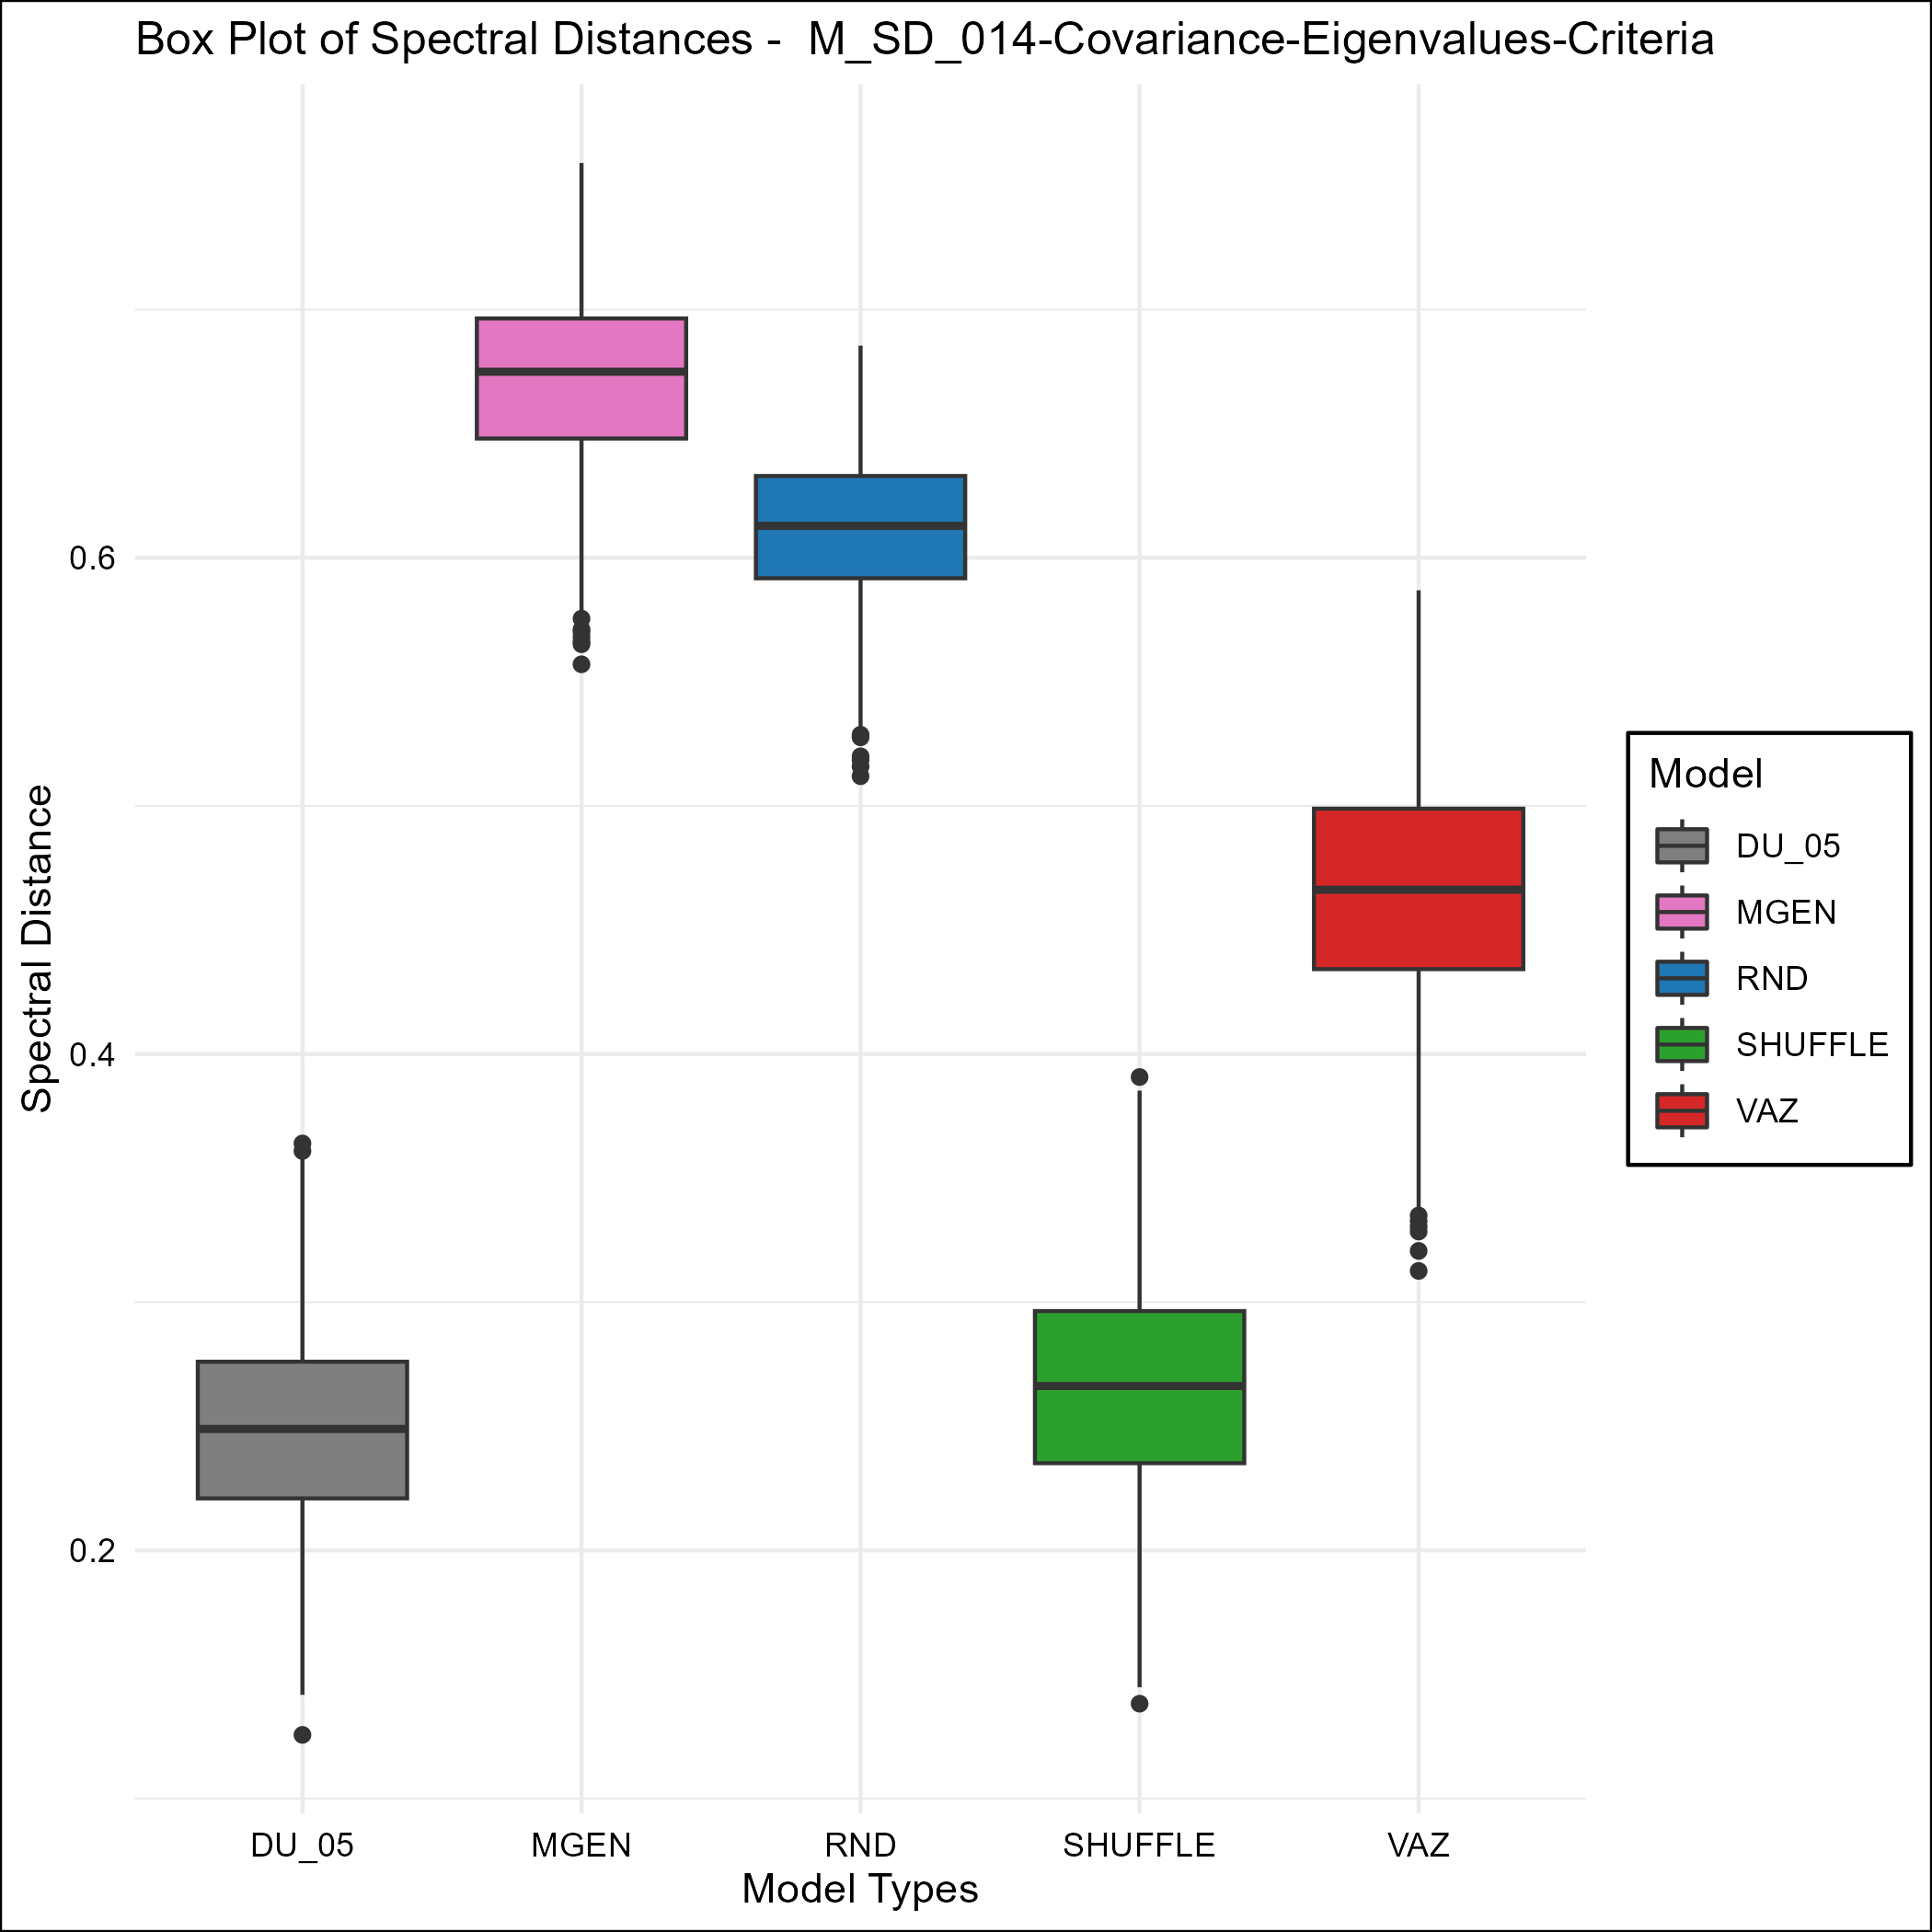 Box Plot of Spectral Distances -  M_SD_014-Covariance-Eigenvalues-Criteria
Spectral Distance
0.6
0.4
0.2
DU_05
MGEN
RND
SHUFFLE
VAZ
Model Types
Model
DU_05
MGEN
RND
SHUFFLE
VAZ